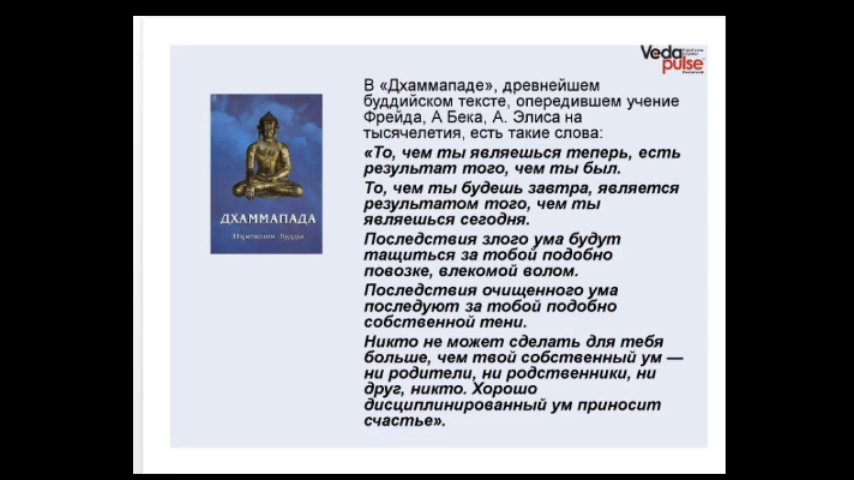 Veda
pulse
В «Дхаммападе», древнейшем
буддийском тексте, опередившем учение
Фрейда, А Бека, А. Элиса на
тысячелетия, есть такие слова:
«То, чем ты являешься теперь, есть
результат того, чем ты был.
То, чем ты будешь завтра, является
результатом того, чем ты
являешься сегодня.
Последствия злого ума будут
тащиться за тобой подобно
повозке, влекомой волом.
Последствия очищенного ума
последуют за тобой подобно
собственной тени.
Никто не может сделать для тебя
больше, чем твой собственный ум —
ни родители, ни родственники, ни
друг, никто. Хорошо
дисциплинированный ум приносит
счастье».
ДХАММАПАДА
Изречения Будды